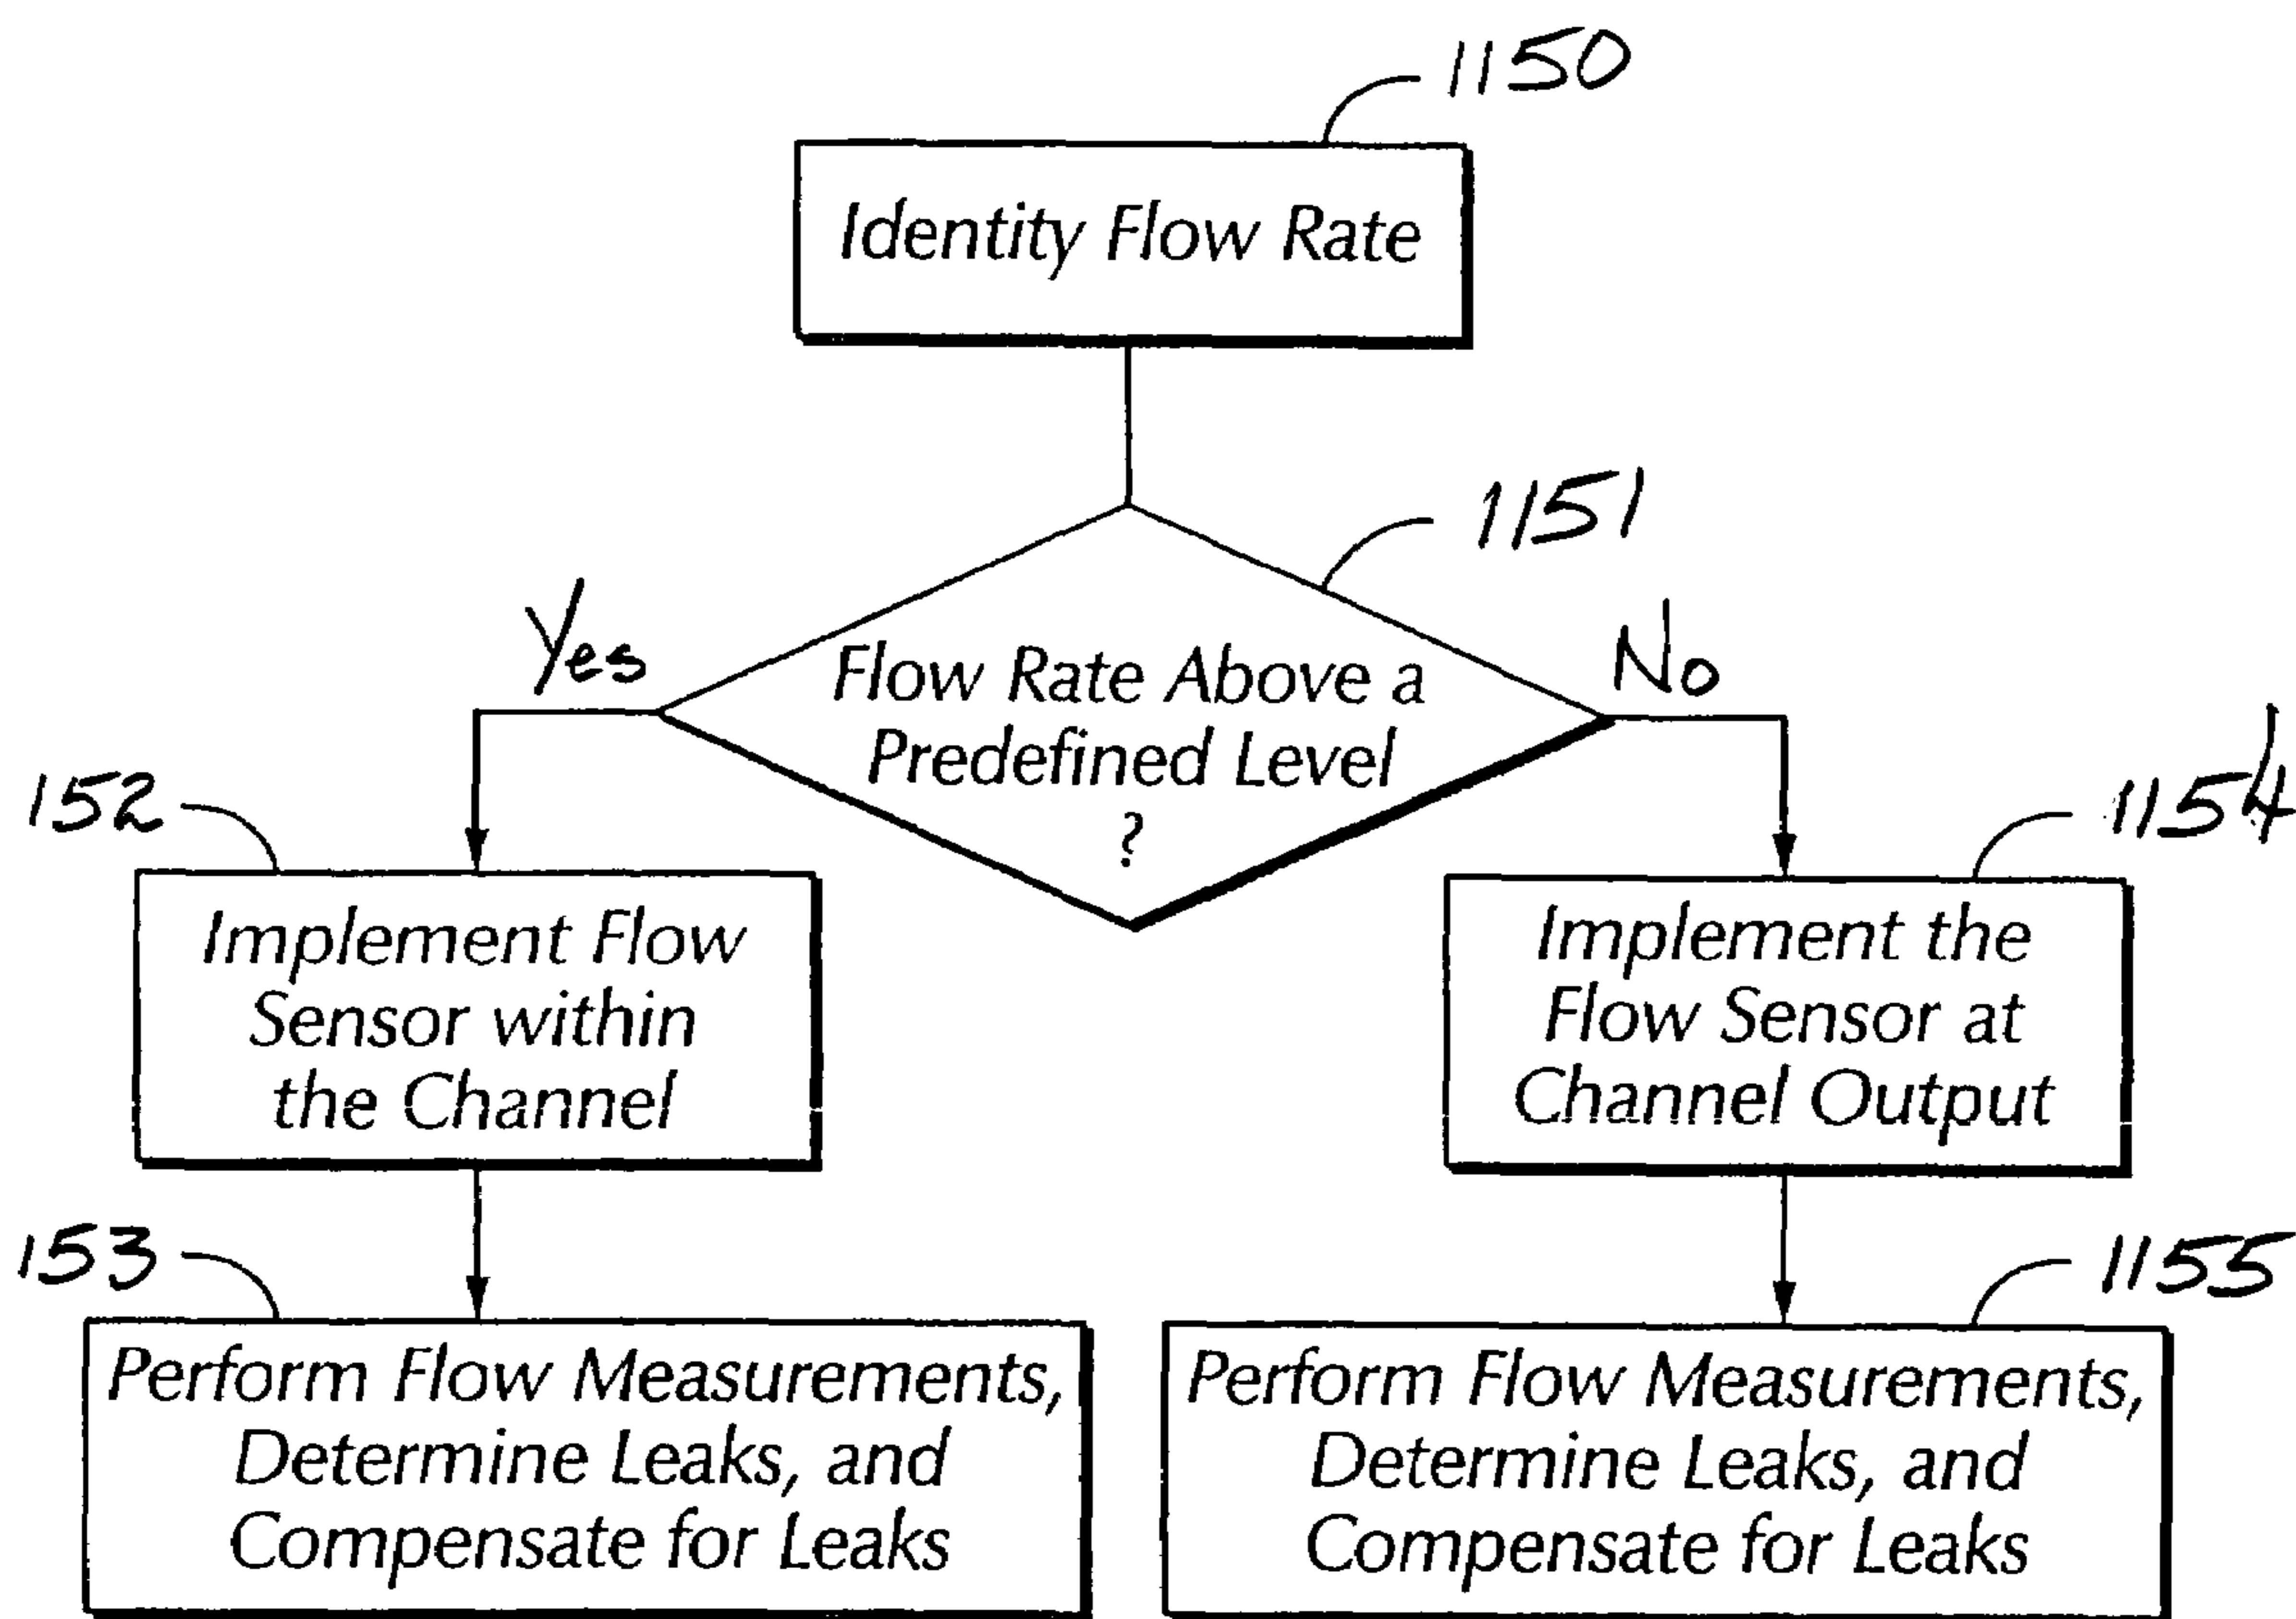 1150
Identity Flow Rate
1151
Yes
No
Flow Rate Above a
Predefined Level
?
152
1154
Implement Flow
Sensor within
the Channel
Implement the
Flow Sensor at
Channel Output
153
1155
Perform Flow Measurements,
Determine Leaks, and
Compensate for Leaks
Perform Flow Measurements,
Determine Leaks, and
Compensate for Leaks